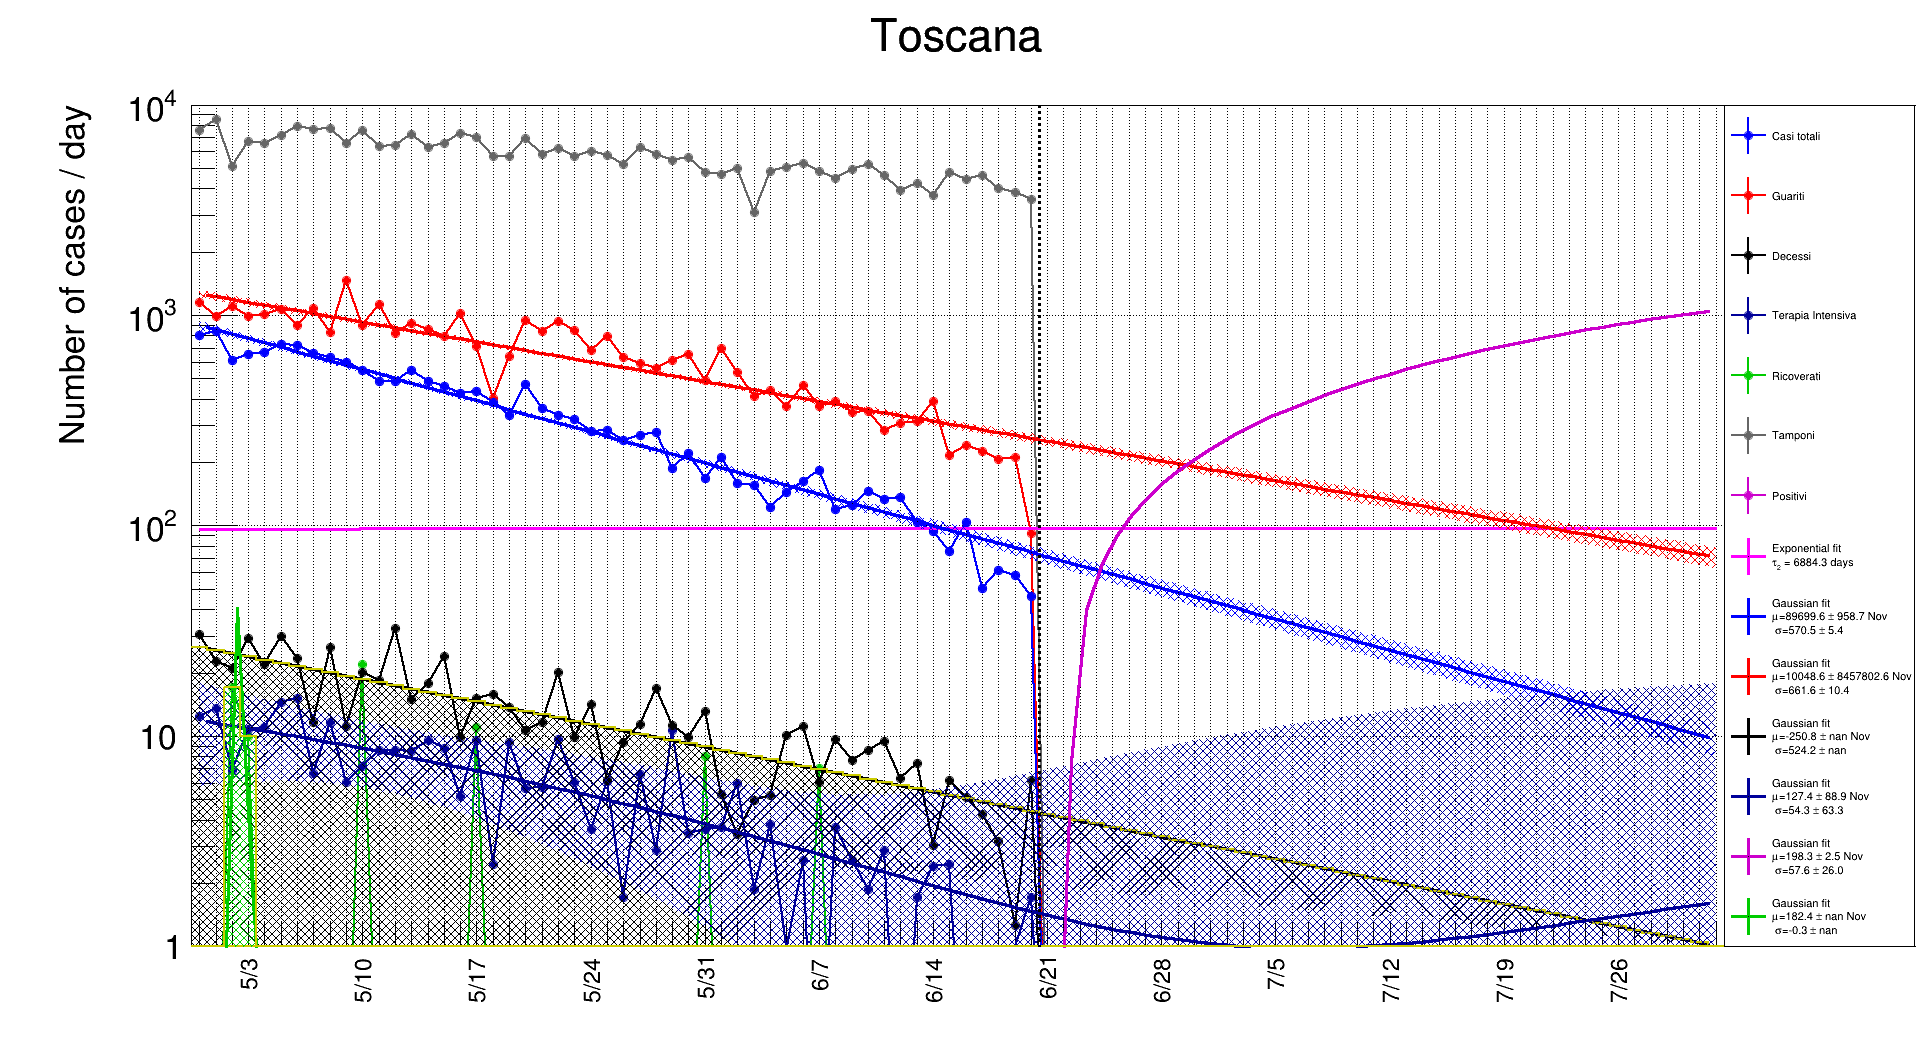 Toscana
Number of cases / day
10^4
10^3
10^2
10
1
5/3
5/10
5/17
5/24
5/31
6/7
6/14
6/21
6/28
7/5
7/12
7/19
7/26
Casi totali
Guariti
Decessi
Terapia Intensiva
Ricoverati
Tamponi
Positivi
Exponential fit
τ₂ = 6884.3 days
Gaussian fit
μ=89699.6 ± 958.7 Nov
σ=570.5 ± 5.4
Gaussian fit
μ=10048.6 ± 8457802.6 Nov
σ=661.6 ± 10.4
Gaussian fit
μ=-250.8 ± nan Nov
σ=524.2 ± nan
Gaussian fit
μ=127.4 ± 88.9 Nov
σ=54.3 ± 63.3
Gaussian fit
μ=198.3 ± 2.5 Nov
σ=57.6 ± 26.0
Gaussian fit
μ=182.4 ± nan Nov
σ=-0.3 ± nan